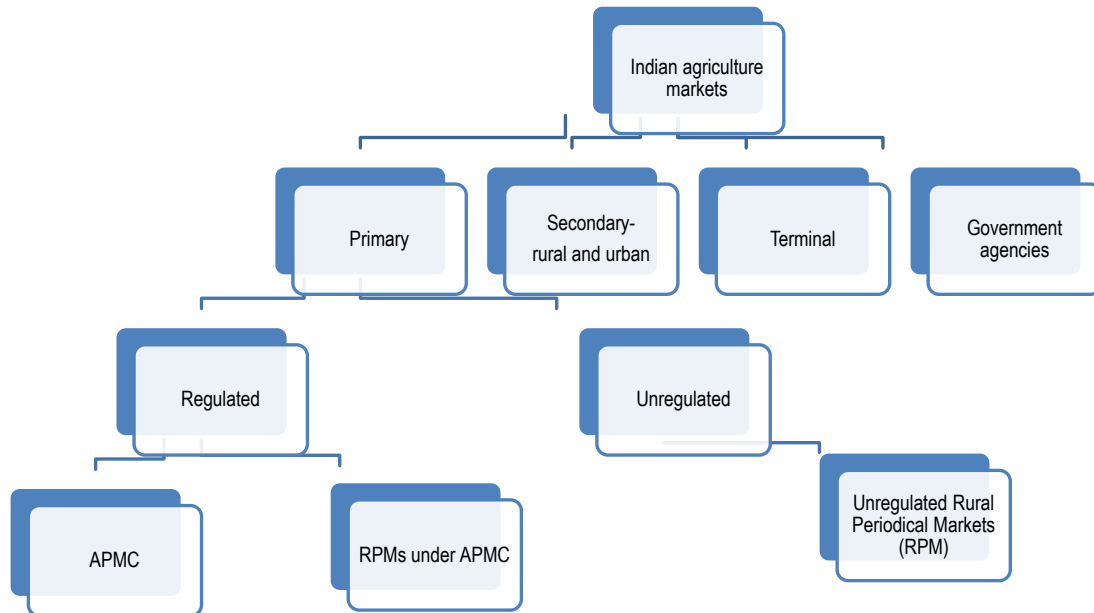 Indian agriculture
markets
Primary
Secondary-
rural and urban
Terminal
Government
agencies
Regulated
Unregulated
APMC
RPMs under APMC
Unregulated Rural
Periodical Markets
(RPM)